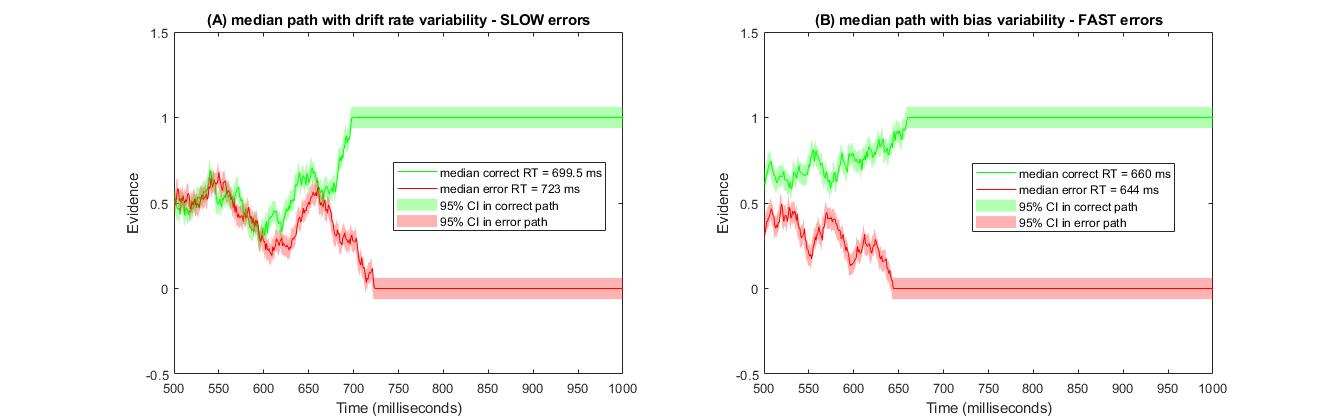 (A) median path with drift rate variability - SLOW errors
1.5
1
0.5
0
-0.5
Evidence
median correct RT = 699.5 ms
median error RT = 723 ms
95% CI in correct path
95% CI in error path
500 550 600 650 700 750 800 850 900 950 1000
Time (milliseconds)
(B) median path with bias variability - FAST errors
1.5
1
0.5
0
-0.5
Evidence
median correct RT = 660 ms
median error RT = 644 ms
95% CI in correct path
95% CI in error path
500 550 600 650 700 750 800 850 900 950 1000
Time (milliseconds)